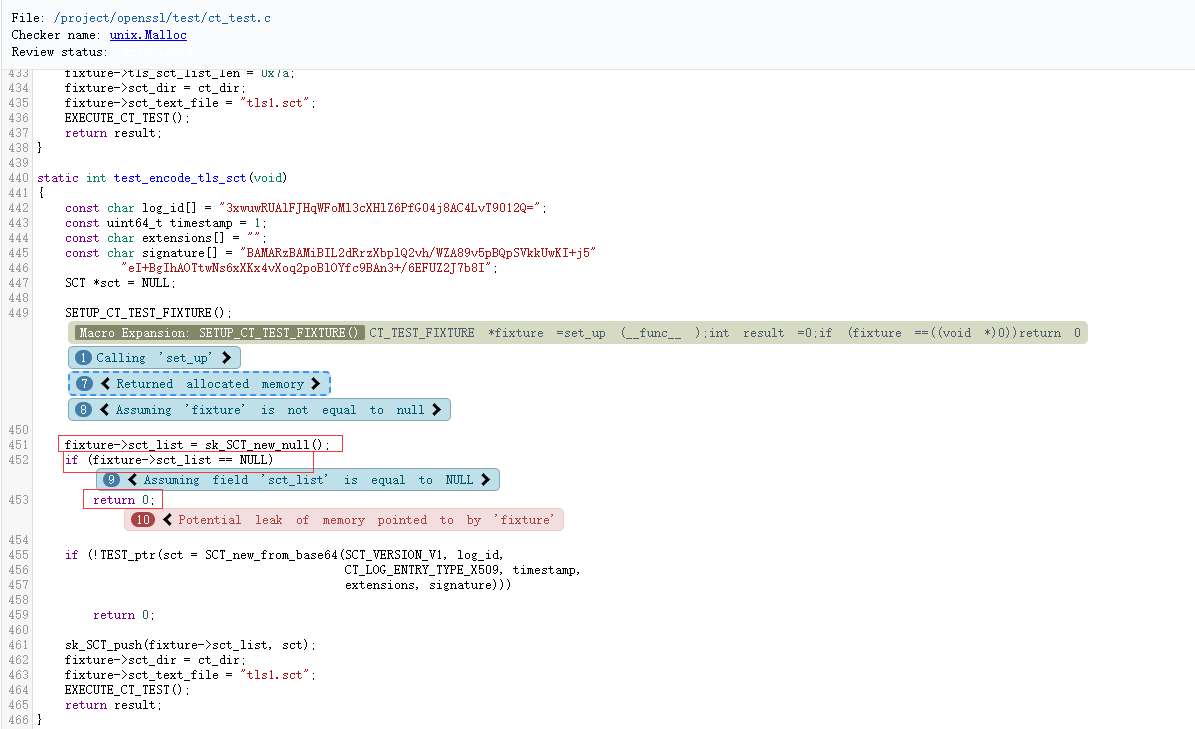 File: /project/openssl/test/ct_test.c
Checker name: unix.Malloc
Review status:
433 fixture->tls_sct_list_len = 0x7a;
434 fixture->sct_dir = ct_dir;
435 fixture->sct_text_file = "tls1.sct";
436 EXECUTE_CT_TEST();
437 return result;
438 }
439
440 static int test_encode_tls_sct(void)
441 {
442 const char log_id[] = "3xwuwRUAlFJHqWFoMl3cXHlZ6PfG04j8AC4LvT9012Q=";
443 const uint64_t timestamp = 1;
444 const char extensions[] = "";
445 const char signature[] = "BAMARzBAMiBIL2dRrzXbplQ2vh/WZA89v5pBQpSVkkUwKI+j5"
446 "eI+BgIhAOTtwNs6xXKx4vXoq2poBlOYfc9BAn3+/6EFUZ2J7b8I";
447 SCT *sct = NULL;
448
449 SETUP_CT_TEST_FIXTURE();
Macro Expansion: SETUP_CT_TEST_FIXTURE() CT_TEST_FIXTURE *fixture =set_up (__func__ );int result =0;if (fixture ==((void *)0))return 0
1 Calling 'set_up'
7 Returned allocated memory
8 Assuming 'fixture' is not equal to null
450
451 fixture->sct_list = sk_SCT_new_null();
452 if (fixture->sct_list == NULL)
9 Assuming field 'sct_list' is equal to NULL
453 return 0;
10 Potential leak of memory pointed to by 'fixture'
454
455 if (!TEST_ptr(sct = SCT_new_from_base64(SCT_VERSION_V1, log_id,
456 CT_LOG_ENTRY_TYPE_X509, timestamp,
457 extensions, signature)))
458
459 return 0;
460
461 sk_SCT_push(fixture->sct_list, sct);
462 fixture->sct_dir = ct_dir;
463 fixture->sct_text_file = "tls1.sct";
464 EXECUTE_CT_TEST();
465 return result;
466 }